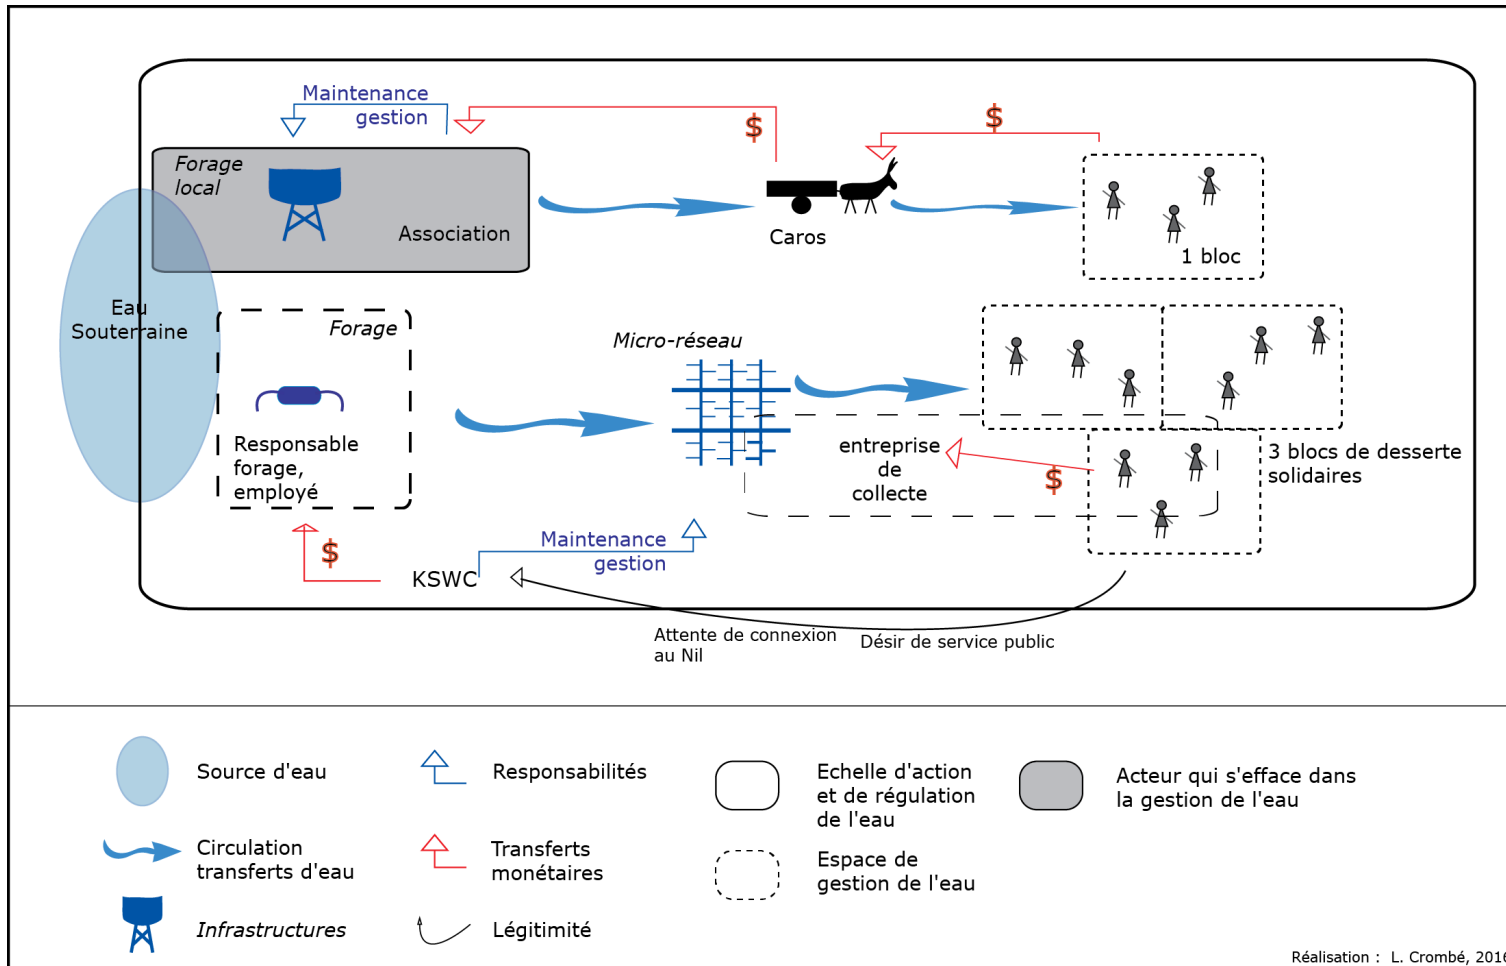 Maintenance
gestion
$
$
Forage
local
Association
Caros
1 bloc
Eau
Souterraine
Forage
Responsable
forage,
employé
Micro-réseau
entreprise
de
collecte
$
3 blocs de desserte
solidaires
$
KSWC
Maintenance
gestion
Attente de connexion
au Nil
Désir de service public
Source d'eau
Responsabilités
Echelle d'action
et de régulation
de l'eau
Acteur qui s'efface dans
la gestion de l'eau
Circulation
transferts d'eau
Transferts
monétaires
Espace de
gestion de l'eau
Infrastructures
Légitimité
Réalisation : L. Crombé, 2016